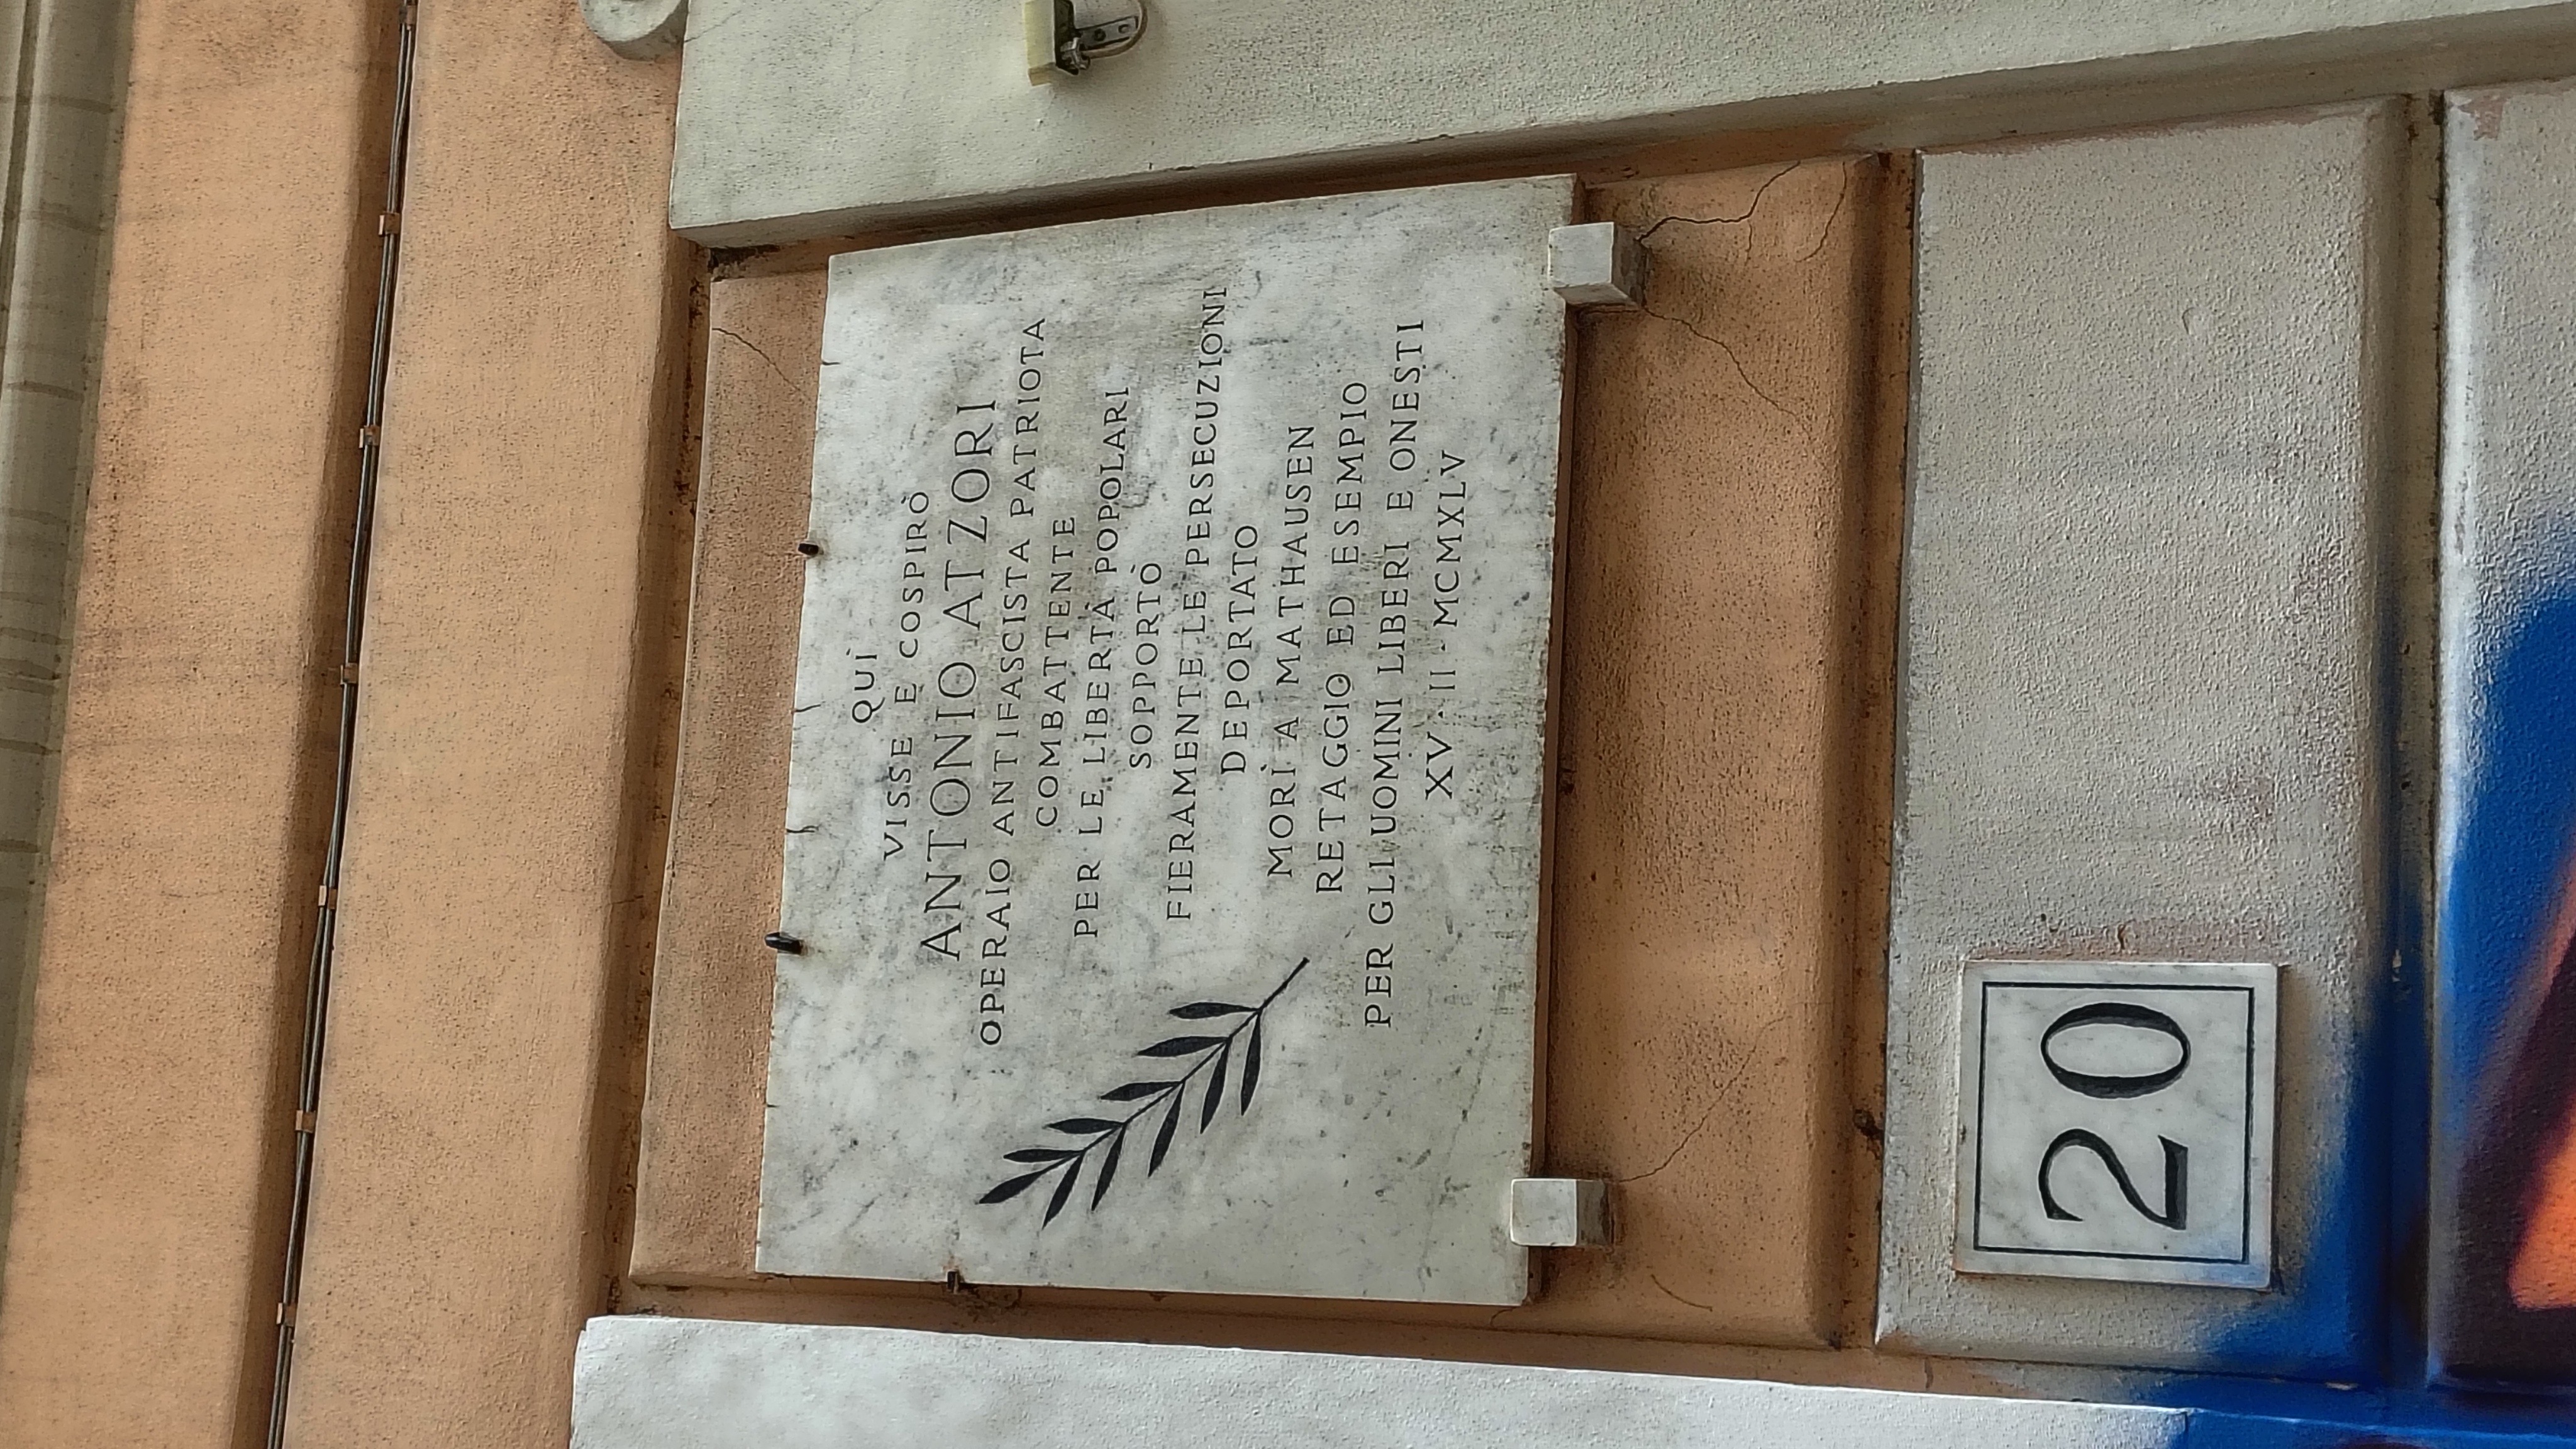 QUÌ
VISSE E COSPIRÒ
ANTONIO ATZORI
OPERAIO ANTIFASCISTA PATRIOTA
COMBATTENTE
PER LE LIBERTÀ POPOLARI
SOPPORTÒ
FIERAMENTE LE PERSECUZIONI
DEPORTATO
MORÌ A MATHAUSEN
RETAGGIO ED ESEMPIO
PER GLI UOMINI LIBERI E ONESTI
XV · II · MCMXLV
20